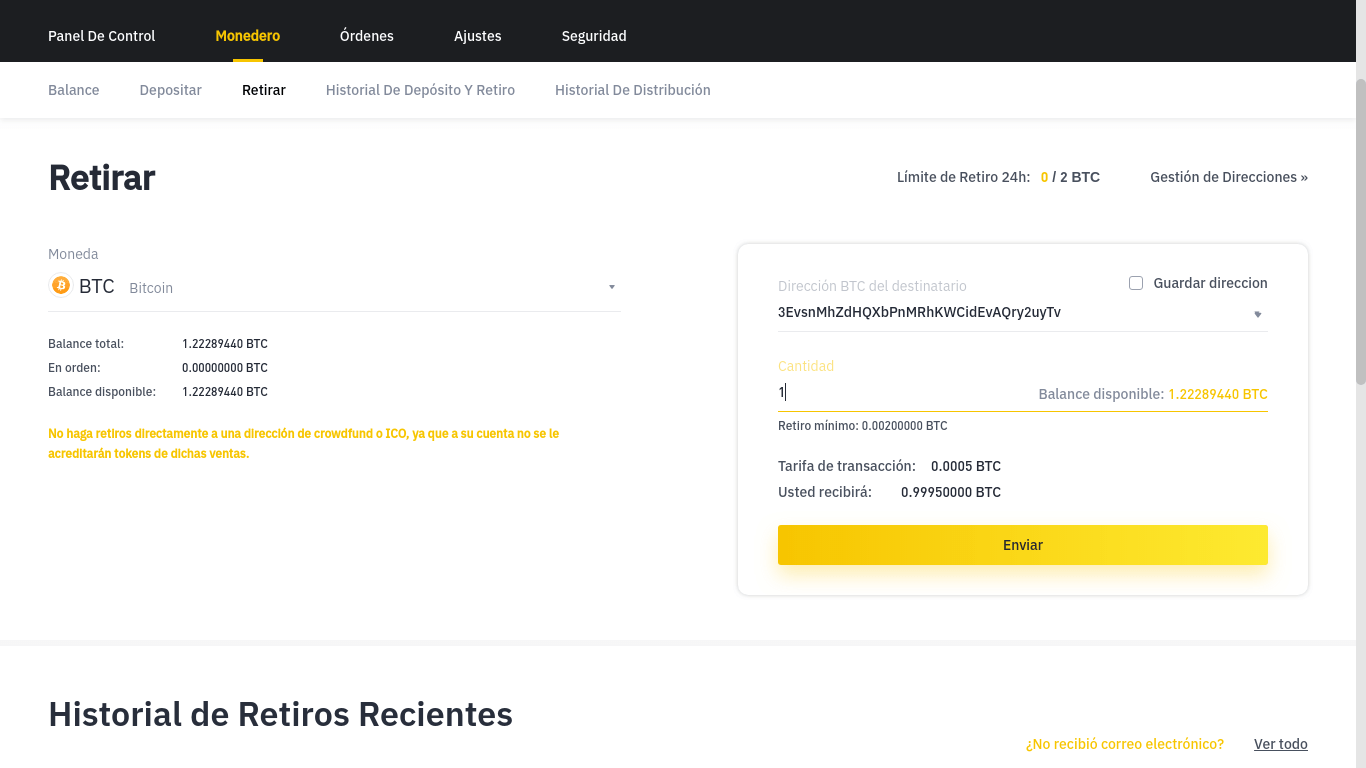 Panel De Control Monedero Órdenes Ajustes Seguridad
Balance Depositar Retirar Historial De Depósito Y Retiro Historial De Distribución
Retirar
Límite de Retiro 24h: 0 / 2 BTC Gestión de Direcciones »
Moneda
BTC Bitcoin
Balance total: 1.22289440 BTC
En orden: 0.00000000 BTC
Balance disponible: 1.22289440 BTC
No haga retiros directamente a una dirección de crowdfund o ICO, ya que a su cuenta no se le
acreditarán tokens de dichas ventas.
Dirección BTC del destinatario
Guardar direccion
3EvsnMhZdHQXbPnMRhKWCidEvAQry2uyTv
Cantidad
1
Balance disponible: 1.22289440 BTC
Retiro mínimo: 0.00200000 BTC
Tarifa de transacción: 0.0005 BTC
Usted recibirá: 0.99950000 BTC
Enviar
Historial de Retiros Recientes
¿No recibió correo electrónico? Ver todo